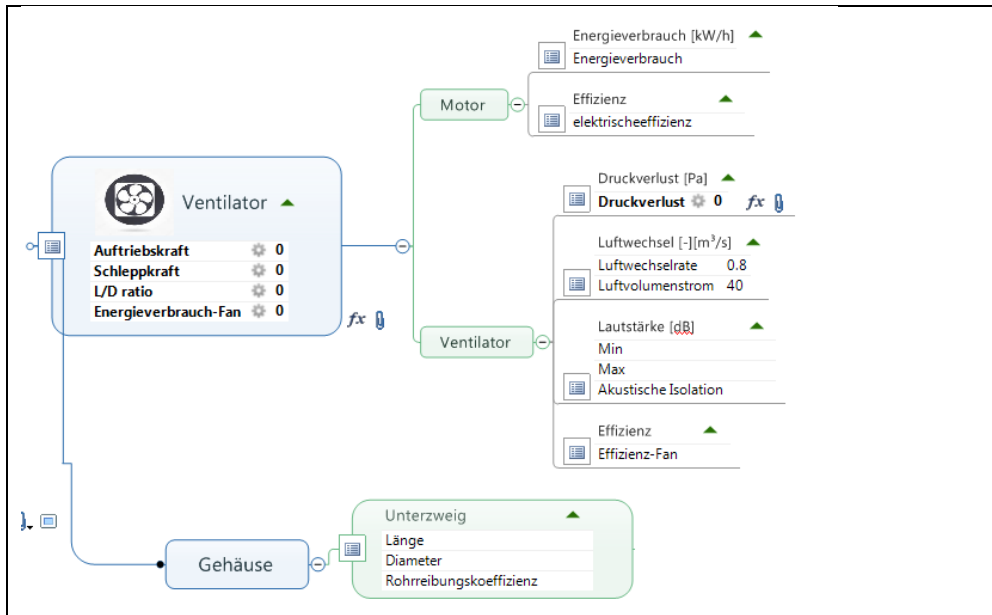 Energieverbrauch [kW/h]
Energieverbrauch
Motor
Effizienz
elektrischeeffizienz
Ventilator
Auftriebskraft 0
Schleppkraft 0
L/D ratio 0
Energieverbrauch-Fan 0
fx
Druckverlust [Pa]
Druckverlust 0 fx
Luftwechsel [-][m³/s]
Luftwechselrate 0.8
Luftvolumenstrom 40
Ventilator
Lautstärke [dB]
Min
Max
Akustische Isolation
Effizienz
Effizienz-Fan
Gehäuse
Unterzweig
Länge
Diameter
Rohrreibungskoeffizienz